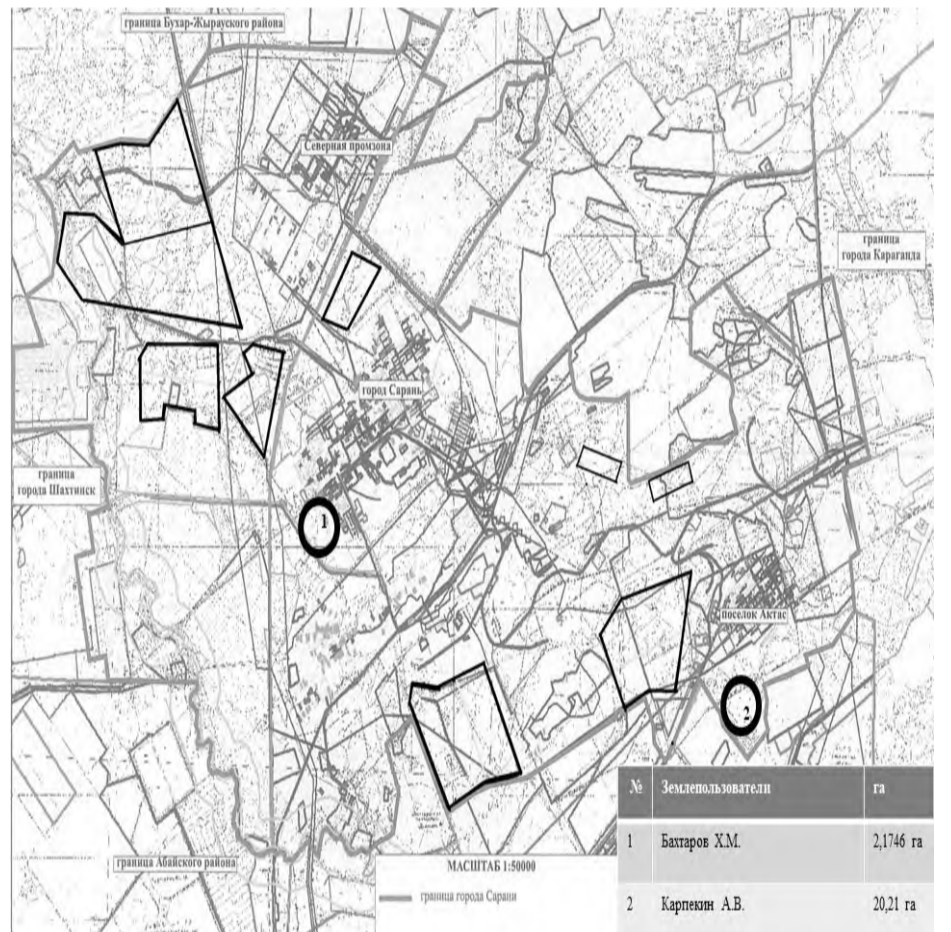 граница Бухар-Жырауского района
Северная промзона
граница
города Караганда
город Сарань
граница
города Шахтинск
1
поселок Актас
2
№ Землепользователи га
1 Бахтаров Х.М. 2,1746 га
2 Карпекин А.В. 20,21 га
граница Абайского района
МАСШТАБ 1:50000
граница города Сарани